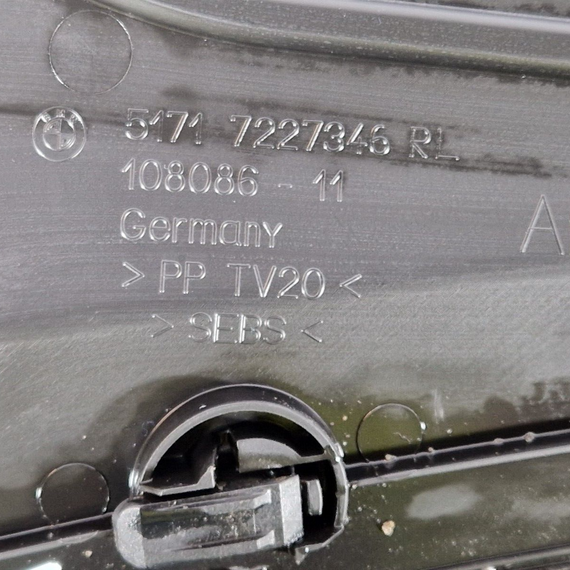 5171 7227346 RL
108086 - 11
Germany
A
> PP TV20 <
> SEBS <